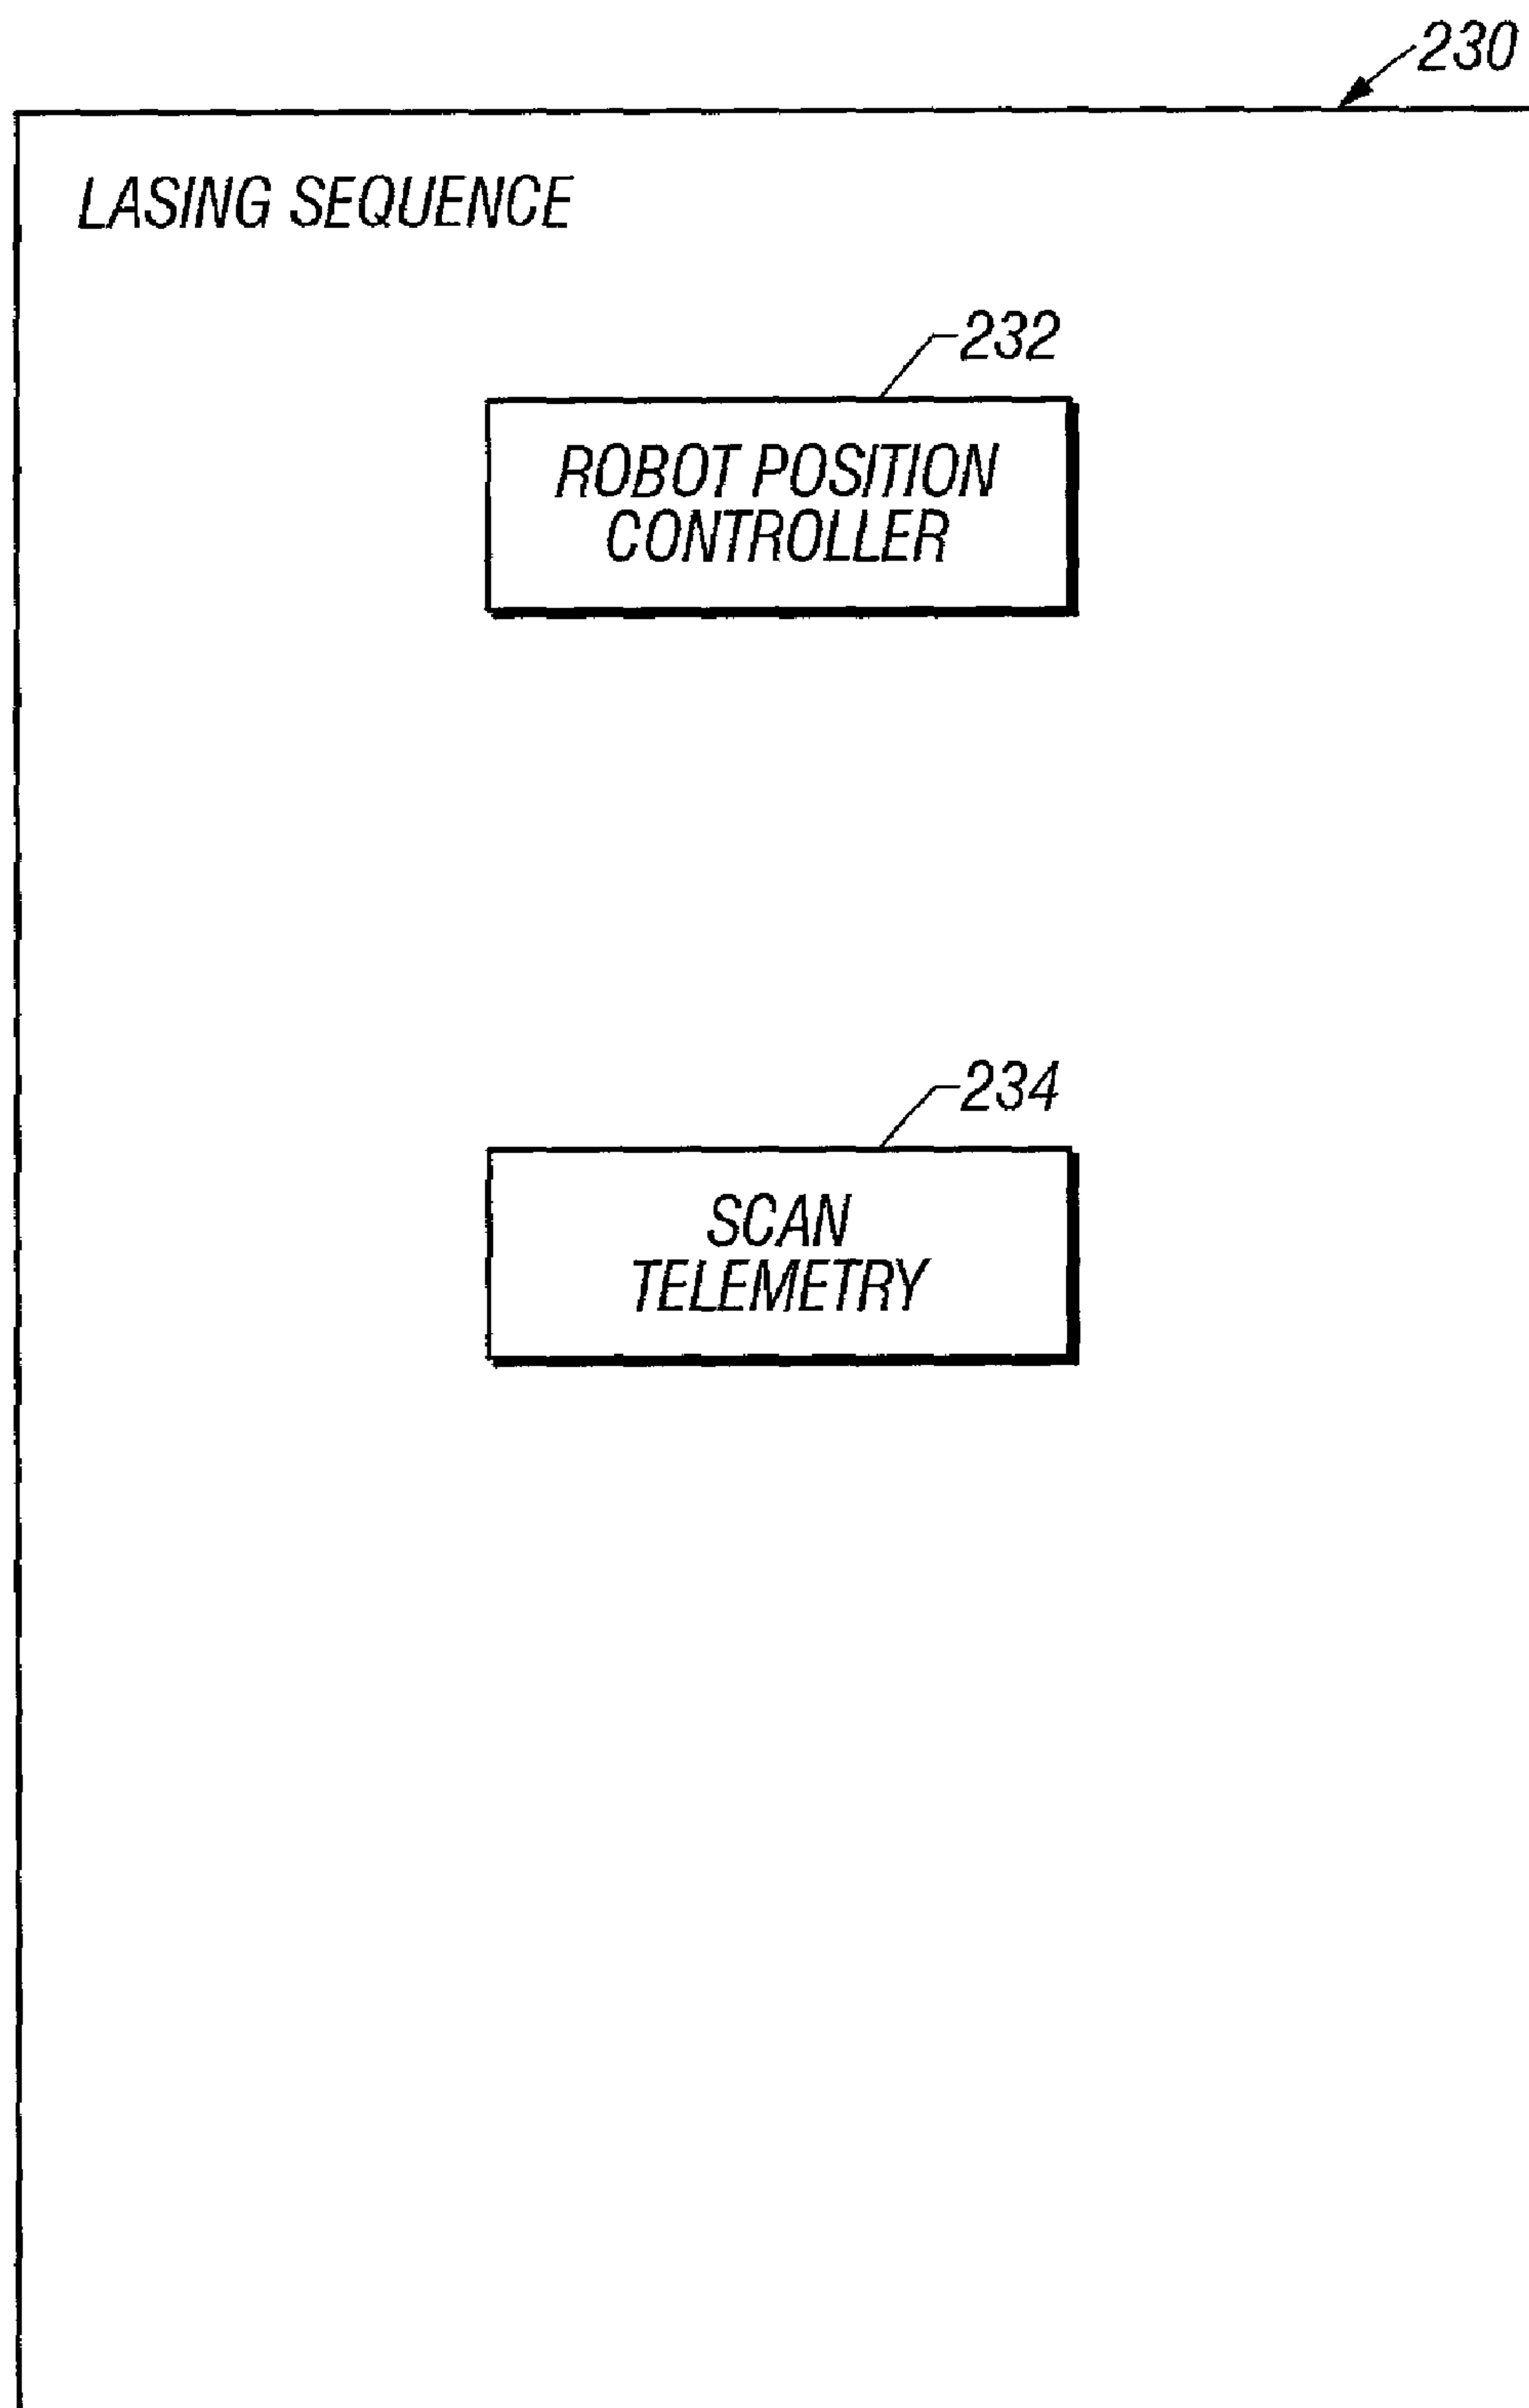 230
LASING SEQUENCE
232
ROBOT POSITION
CONTROLLER
234
SCAN
TELEMETRY